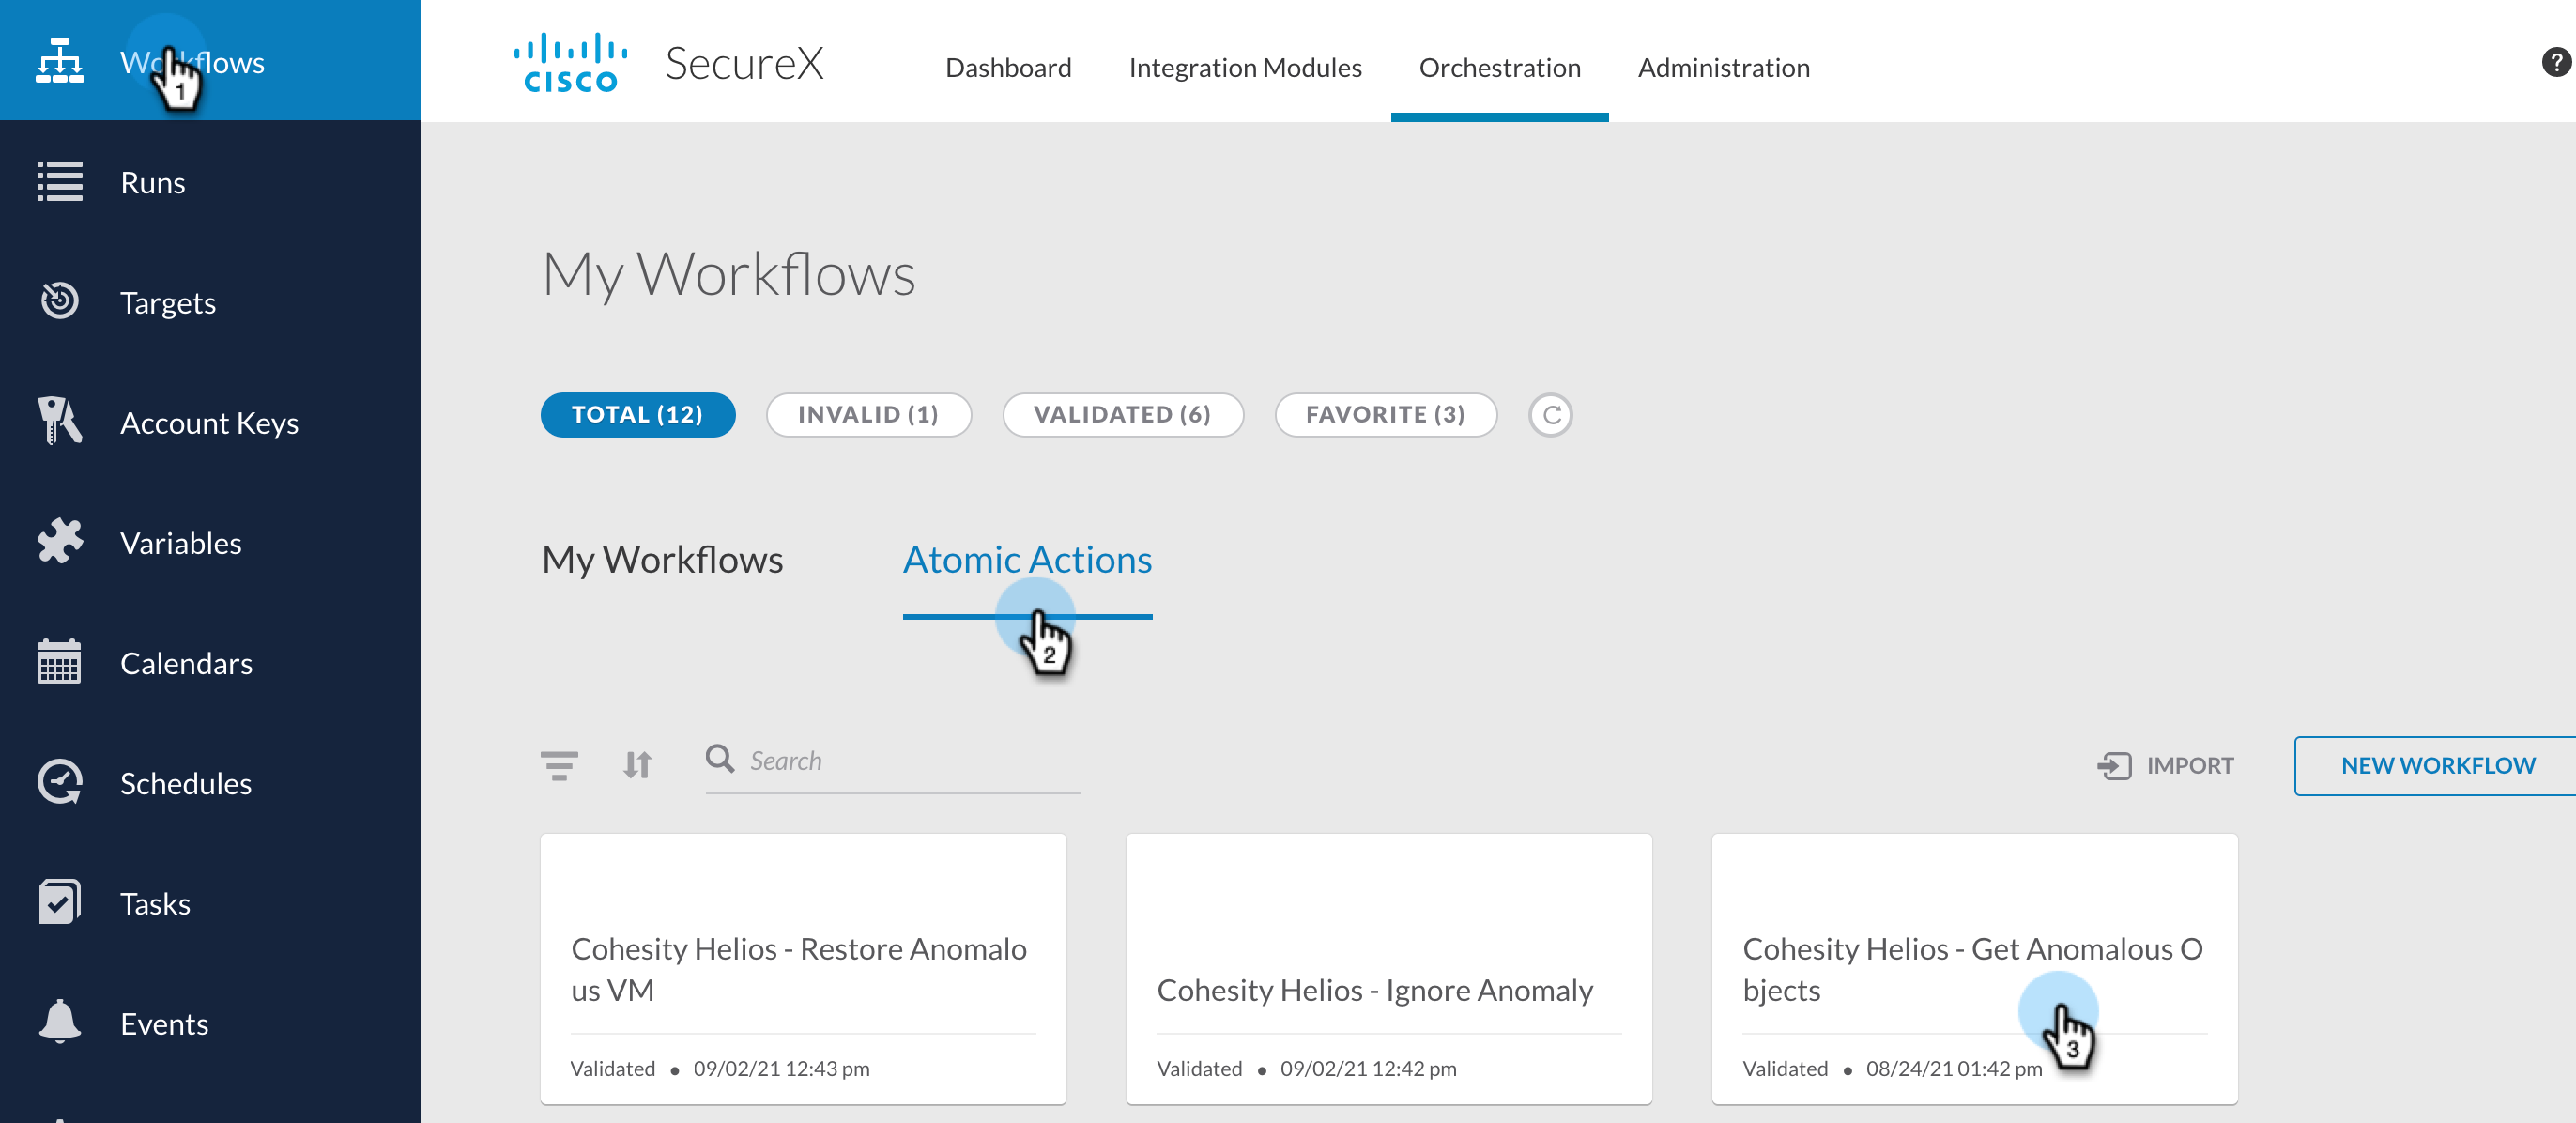 Workflows
Runs
Targets
Account Keys
Variables
Calendars
Schedules
Tasks
Events
CISCO
SecureX
Dashboard
Integration Modules
Orchestration
Administration
?
My Workflows
TOTAL (12)
INVALID (1)
VALIDATED (6)
FAVORITE (3)
My Workflows
Atomic Actions
Search
IMPORT
NEW WORKFLOW
Cohesity Helios - Restore Anomalo
us VM
Validated • 09/02/21 12:43 pm
Cohesity Helios - Ignore Anomaly
Validated • 09/02/21 12:42 pm
Cohesity Helios - Get Anomalous O
bjects
Validated • 08/24/21 01:42 pm
1
2
3